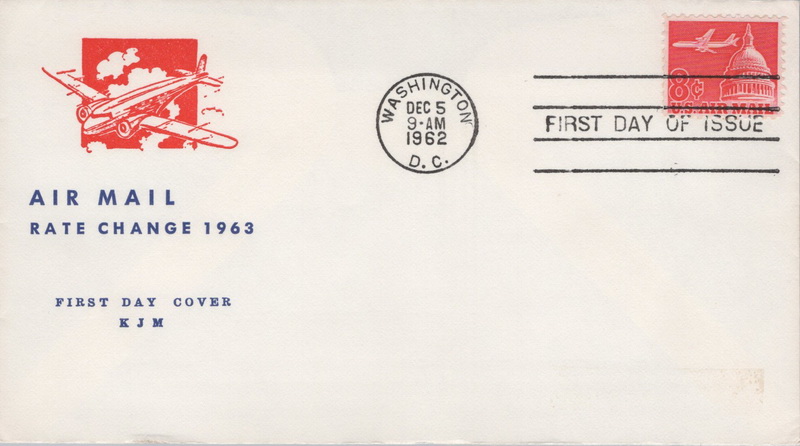 AIR MAIL
RATE CHANGE 1963
FIRST DAY COVER
KJM
WASHINGTON
DEC 5
9-AM
1962
D. C.
8¢
U.S. AIR MAIL
FIRST DAY OF ISSUE